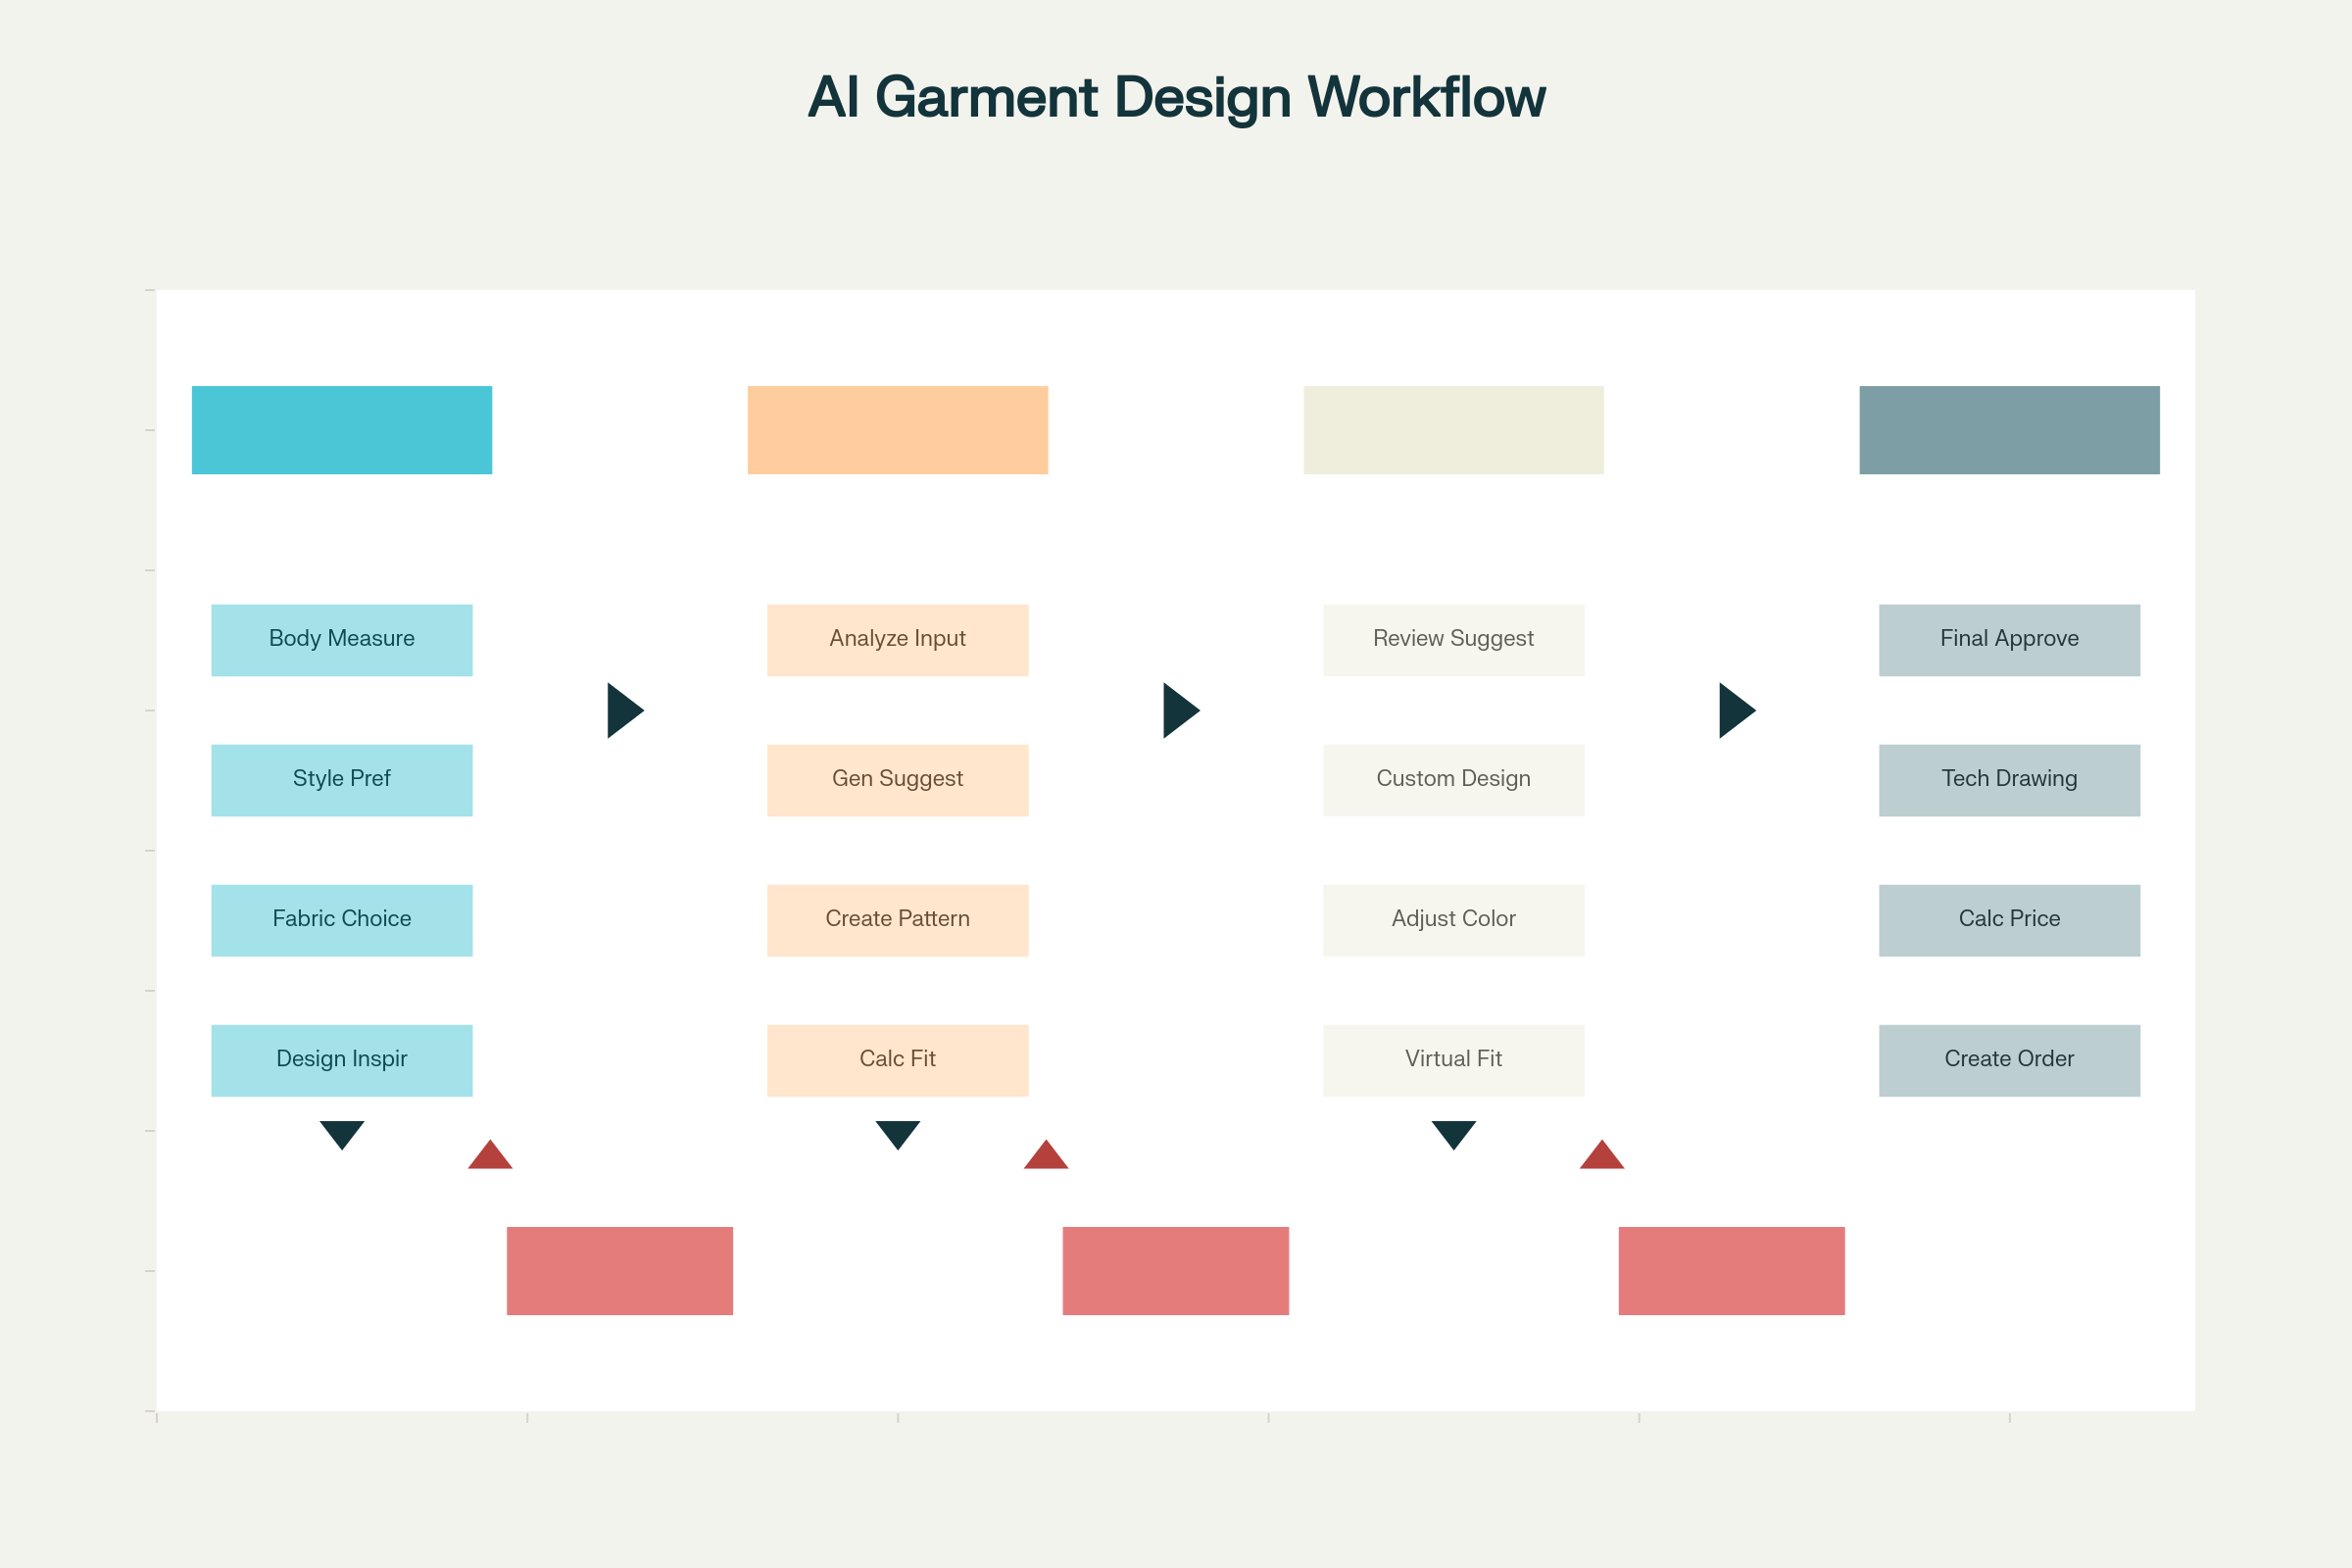 AI Garment Design Workflow
Body Measure
Analyze Input
Review Suggest
Final Approve
Style Pref
Gen Suggest
Custom Design
Tech Drawing
Fabric Choice
Create Pattern
Adjust Color
Calc Price
Design Inspir
Calc Fit
Virtual Fit
Create Order